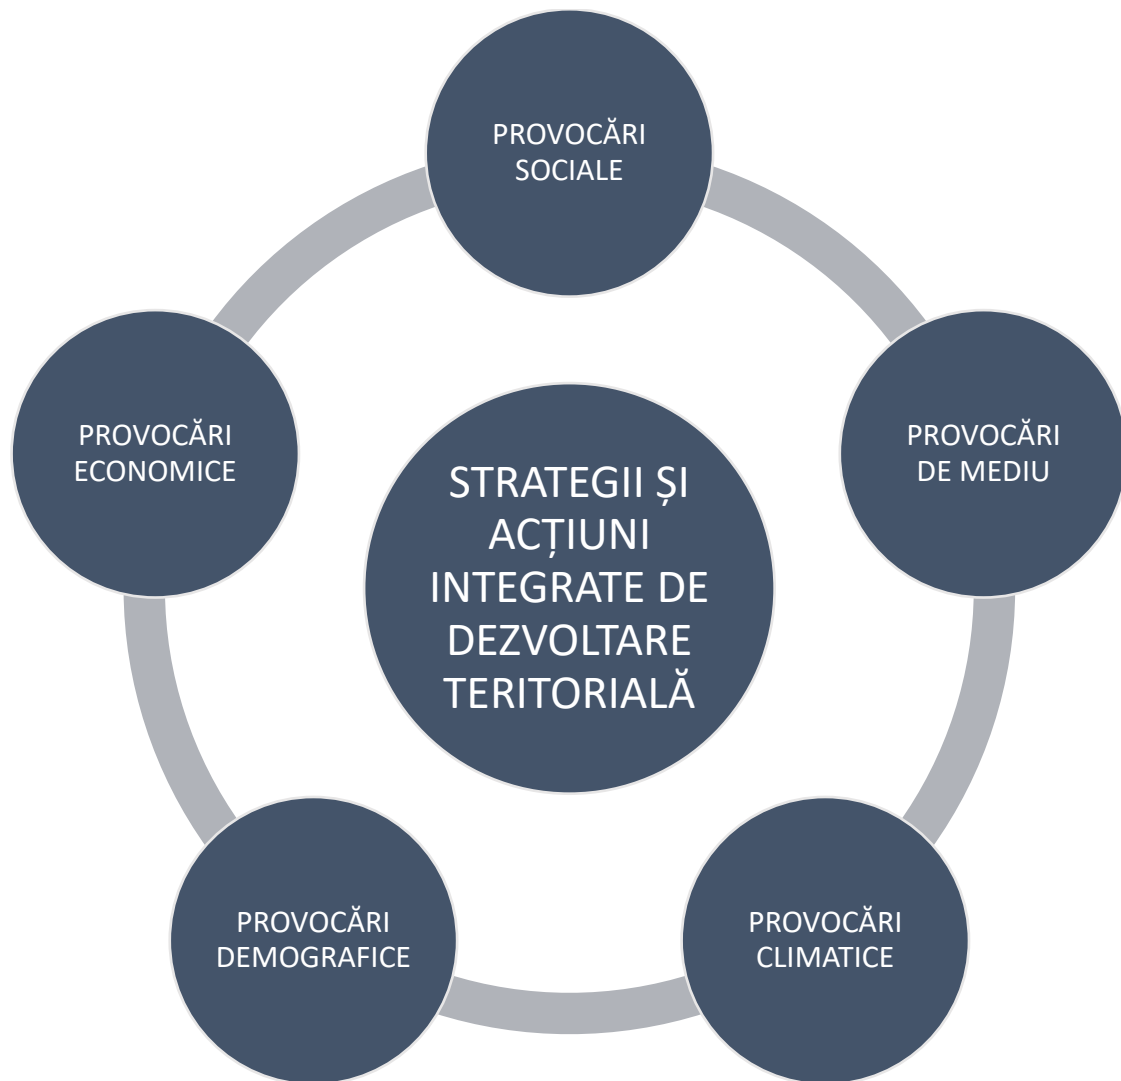 PROVOCĂRI
SOCIALE
PROVOCĂRI
ECONOMICE
PROVOCĂRI
DE MEDIU
STRATEGII ȘI
ACȚIUNI
INTEGRATE DE
DEZVOLTARE
TERITORIALĂ
PROVOCĂRI
DEMOGRAFICE
PROVOCĂRI
CLIMATICE